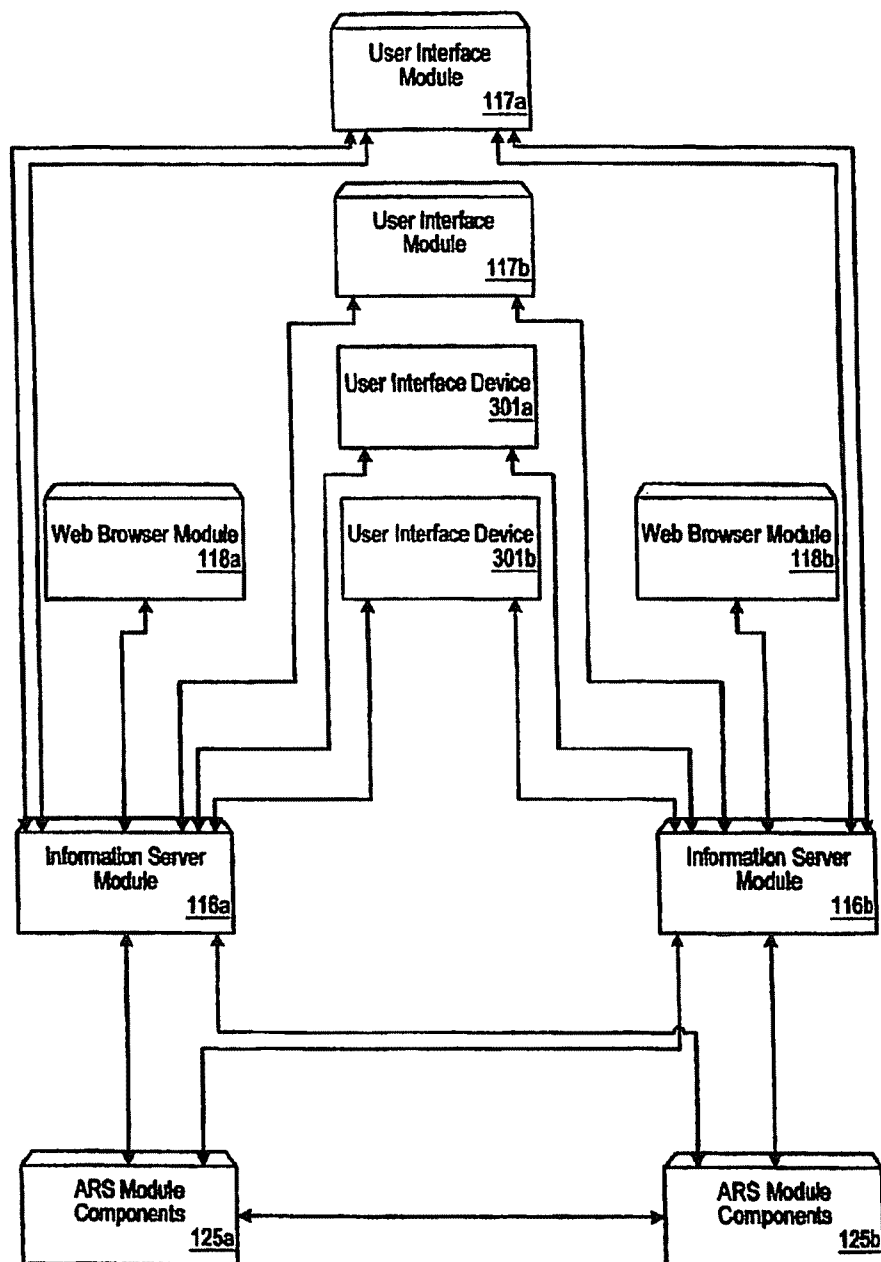 User Interface
Module
117a
User Interface
Module
117b
User Interface Device
301a
Web Browser Module
118a
User Interface Device
301b
Web Browser Module
118b
Information Server
Module
116a
Information Server
Module
116b
ARS Module
Components
125a
ARS Module
Components
125b